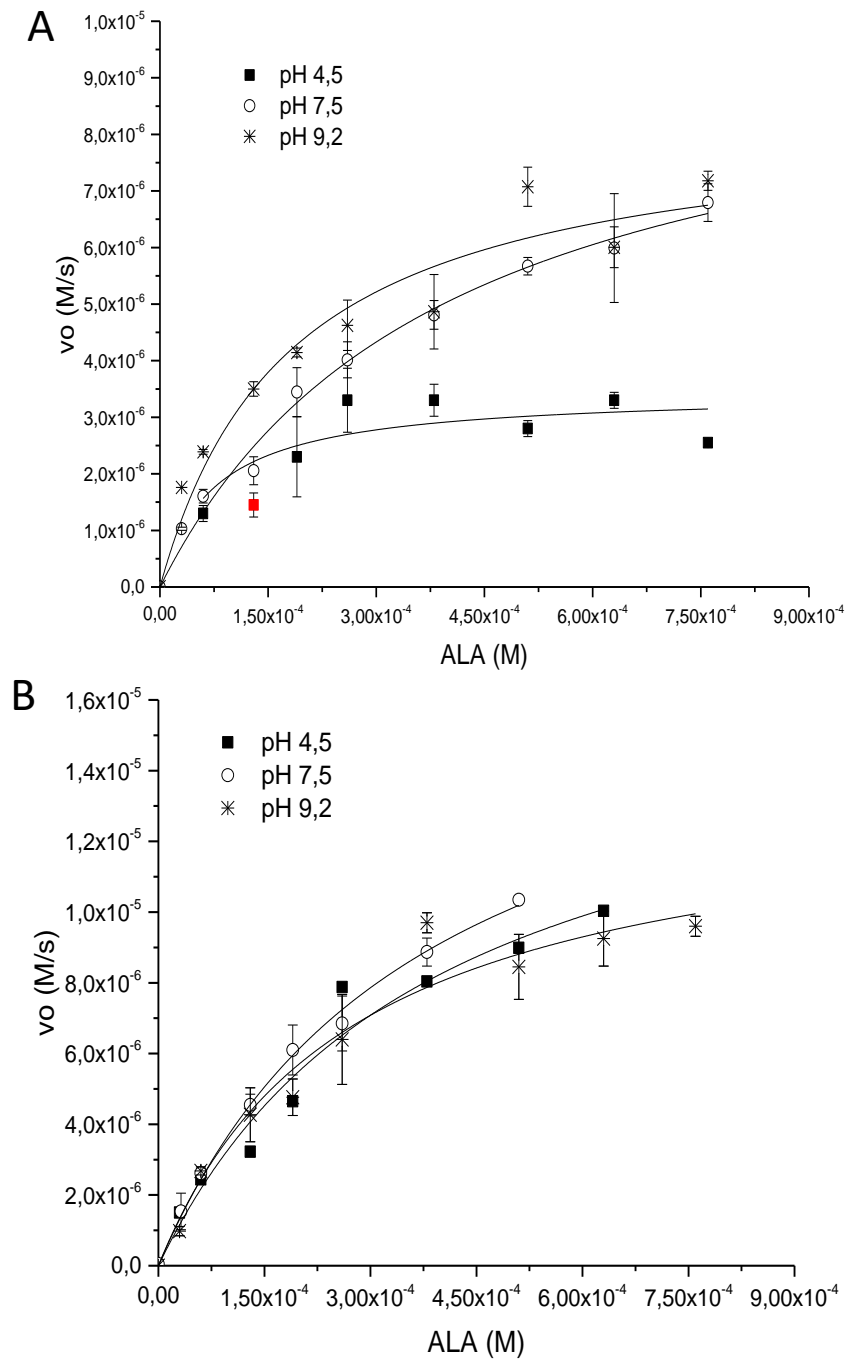 A
1,0x10-5
9,0x10-6
8,0x10-6
7,0x10-6
6,0x10-6
5,0x10-6
4,0x10-6
3,0x10-6
2,0x10-6
1,0x10-6
0,0
vo (M/s)
pH 4,5
pH 7,5
pH 9,2
0,00 1,50x10-4 3,00x10-4 4,50x10-4 6,00x10-4 7,50x10-4 9,00x10-4
ALA (M)
B
1,6x10-5
1,4x10-5
1,2x10-5
1,0x10-5
8,0x10-6
6,0x10-6
4,0x10-6
2,0x10-6
0,0
vo (M/s)
pH 4,5
pH 7,5
pH 9,2
0,00 1,50x10-4 3,00x10-4 4,50x10-4 6,00x10-4 7,50x10-4 9,00x10-4
ALA (M)